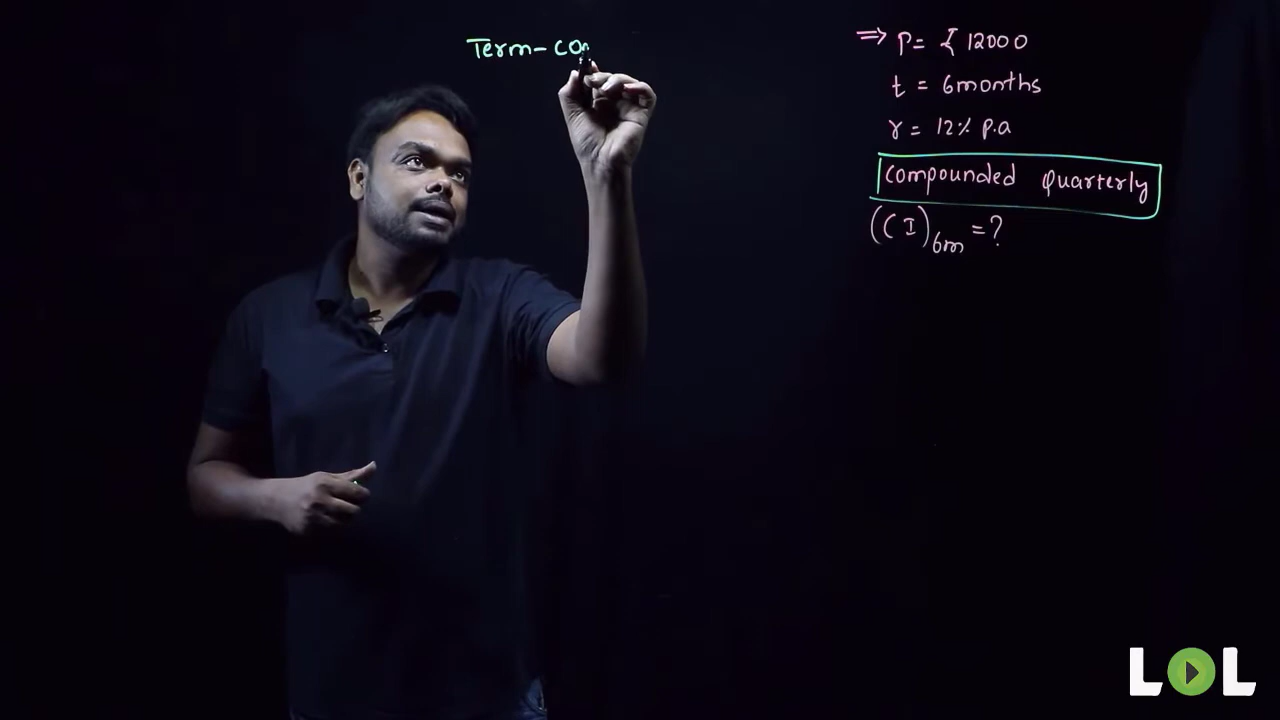 Term-co
⇒ P= ₹ 12000
t = 6months
r = 12% p.a
compounded quarterly
(CI)6m = ?
LOL